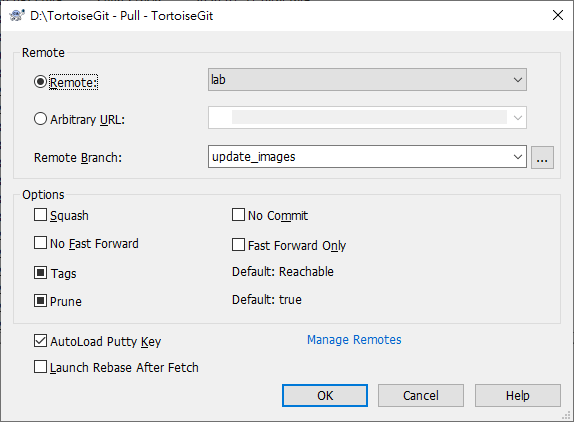 D:\TortoiseGit - Pull - TortoiseGit
Remote
Remote:
lab
Arbitrary URL:
Remote Branch:
update_images
...
Options
Squash
No Commit
No Fast Forward
Fast Forward Only
Tags
Default: Reachable
Prune
Default: true
AutoLoad Putty Key
Manage Remotes
Launch Rebase After Fetch
OK
Cancel
Help